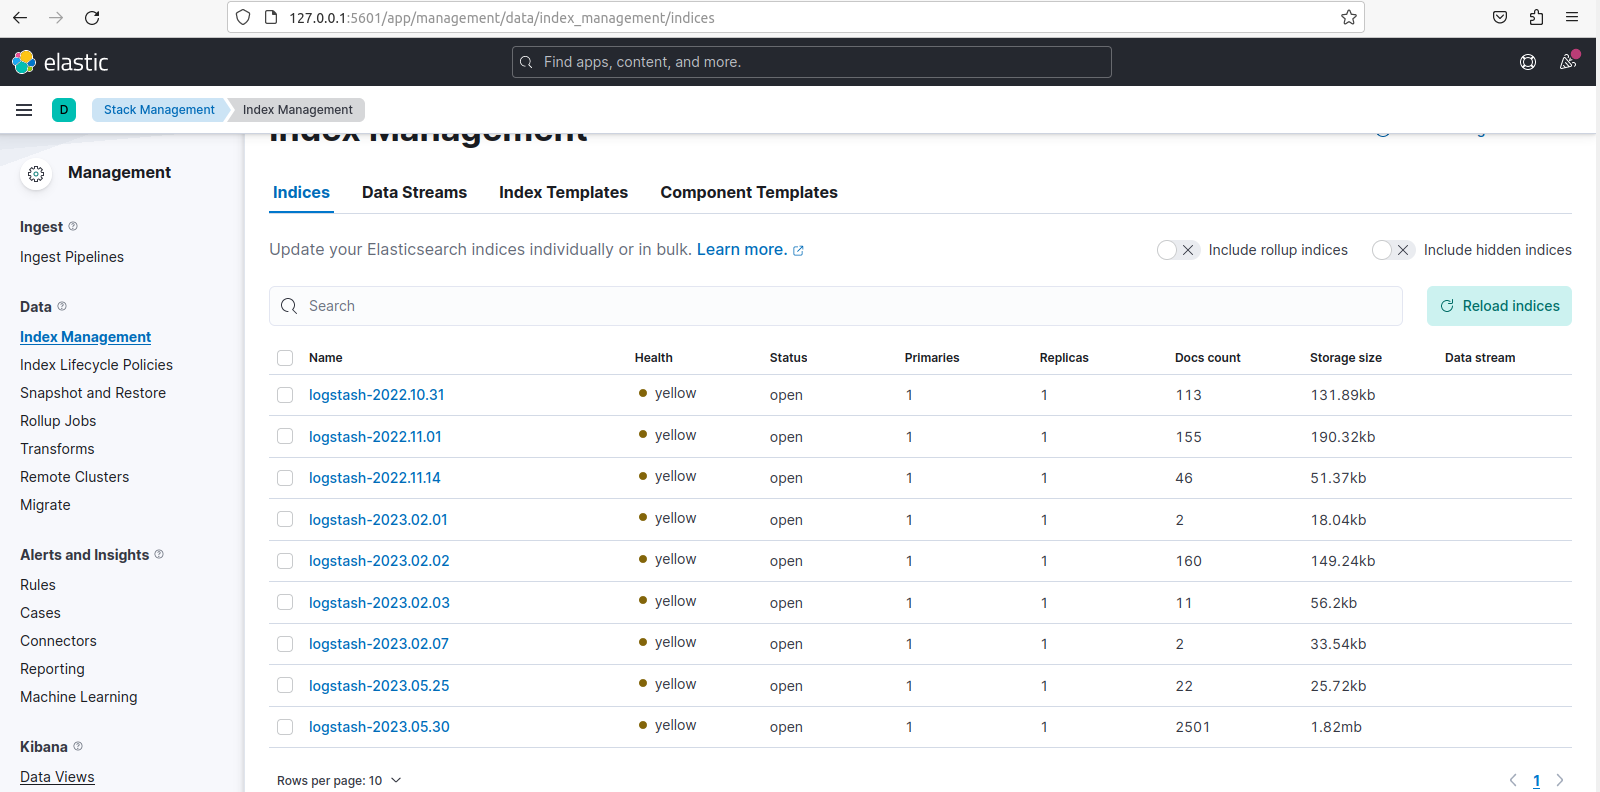 127.0.0.1:5601/app/management/data/index_management/indices
elastic
Find apps, content, and more.
D
Stack Management
Index Management
Index Management
Management
Ingest
Ingest Pipelines
Data
Index Management
Index Lifecycle Policies
Snapshot and Restore
Rollup Jobs
Transforms
Remote Clusters
Migrate
Alerts and Insights
Rules
Cases
Connectors
Reporting
Machine Learning
Kibana
Data Views
Indices Data Streams Index Templates Component Templates
Update your Elasticsearch indices individually or in bulk. Learn more.
Include rollup indices
Include hidden indices
Search
Reload indices
Name Health Status Primaries Replicas Docs count Storage size Data stream
logstash-2022.10.31 yellow open 1 1 113 131.89kb
logstash-2022.11.01 yellow open 1 1 155 190.32kb
logstash-2022.11.14 yellow open 1 1 46 51.37kb
logstash-2023.02.01 yellow open 1 1 2 18.04kb
logstash-2023.02.02 yellow open 1 1 160 149.24kb
logstash-2023.02.03 yellow open 1 1 11 56.2kb
logstash-2023.02.07 yellow open 1 1 2 33.54kb
logstash-2023.05.25 yellow open 1 1 22 25.72kb
logstash-2023.05.30 yellow open 1 1 2501 1.82mb
Rows per page: 10
1